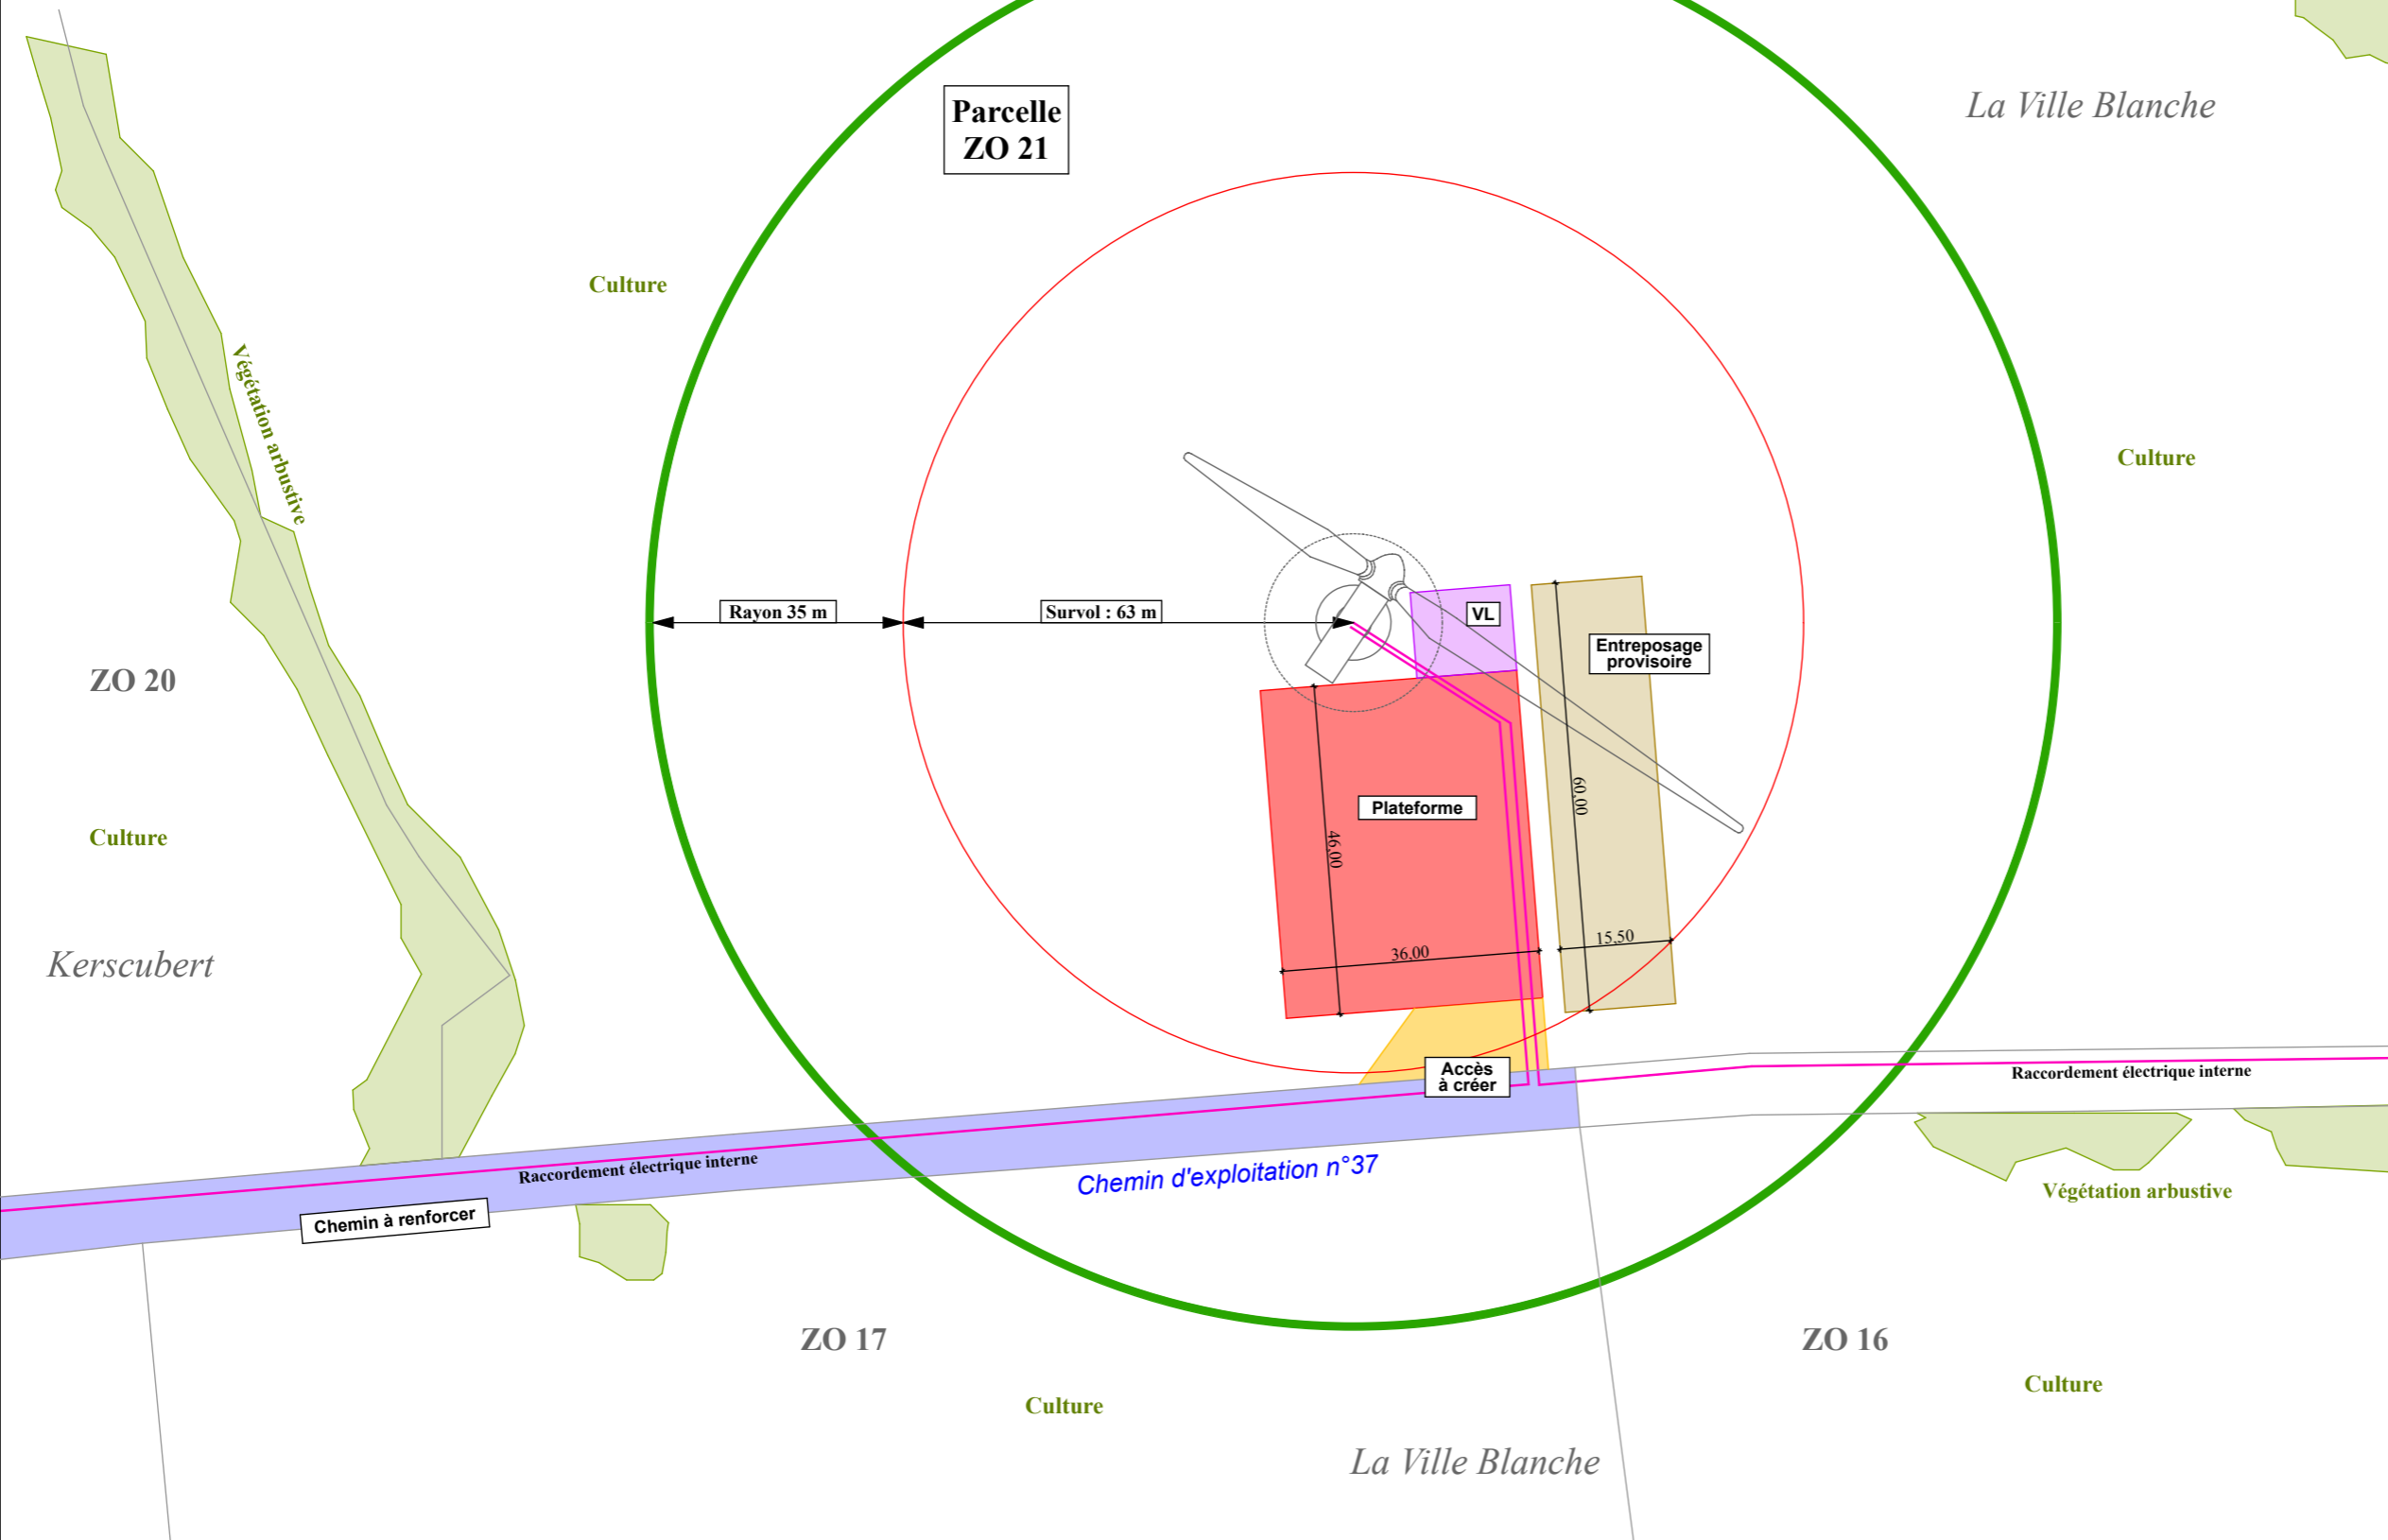 Parcelle
ZO 21
La Ville Blanche
Culture
Végétation arbustive
Culture
Rayon 35 m
Survol : 63 m
VL
Entreposage
provisoire
ZO 20
Plateforme
60,00
46,00
Culture
15,50
36,00
Kerscubert
Accès
à créer
Raccordement électrique interne
Raccordement électrique interne
Chemin d'exploitation n°37
Végétation arbustive
Chemin à renforcer
ZO 17
ZO 16
Culture
Culture
La Ville Blanche